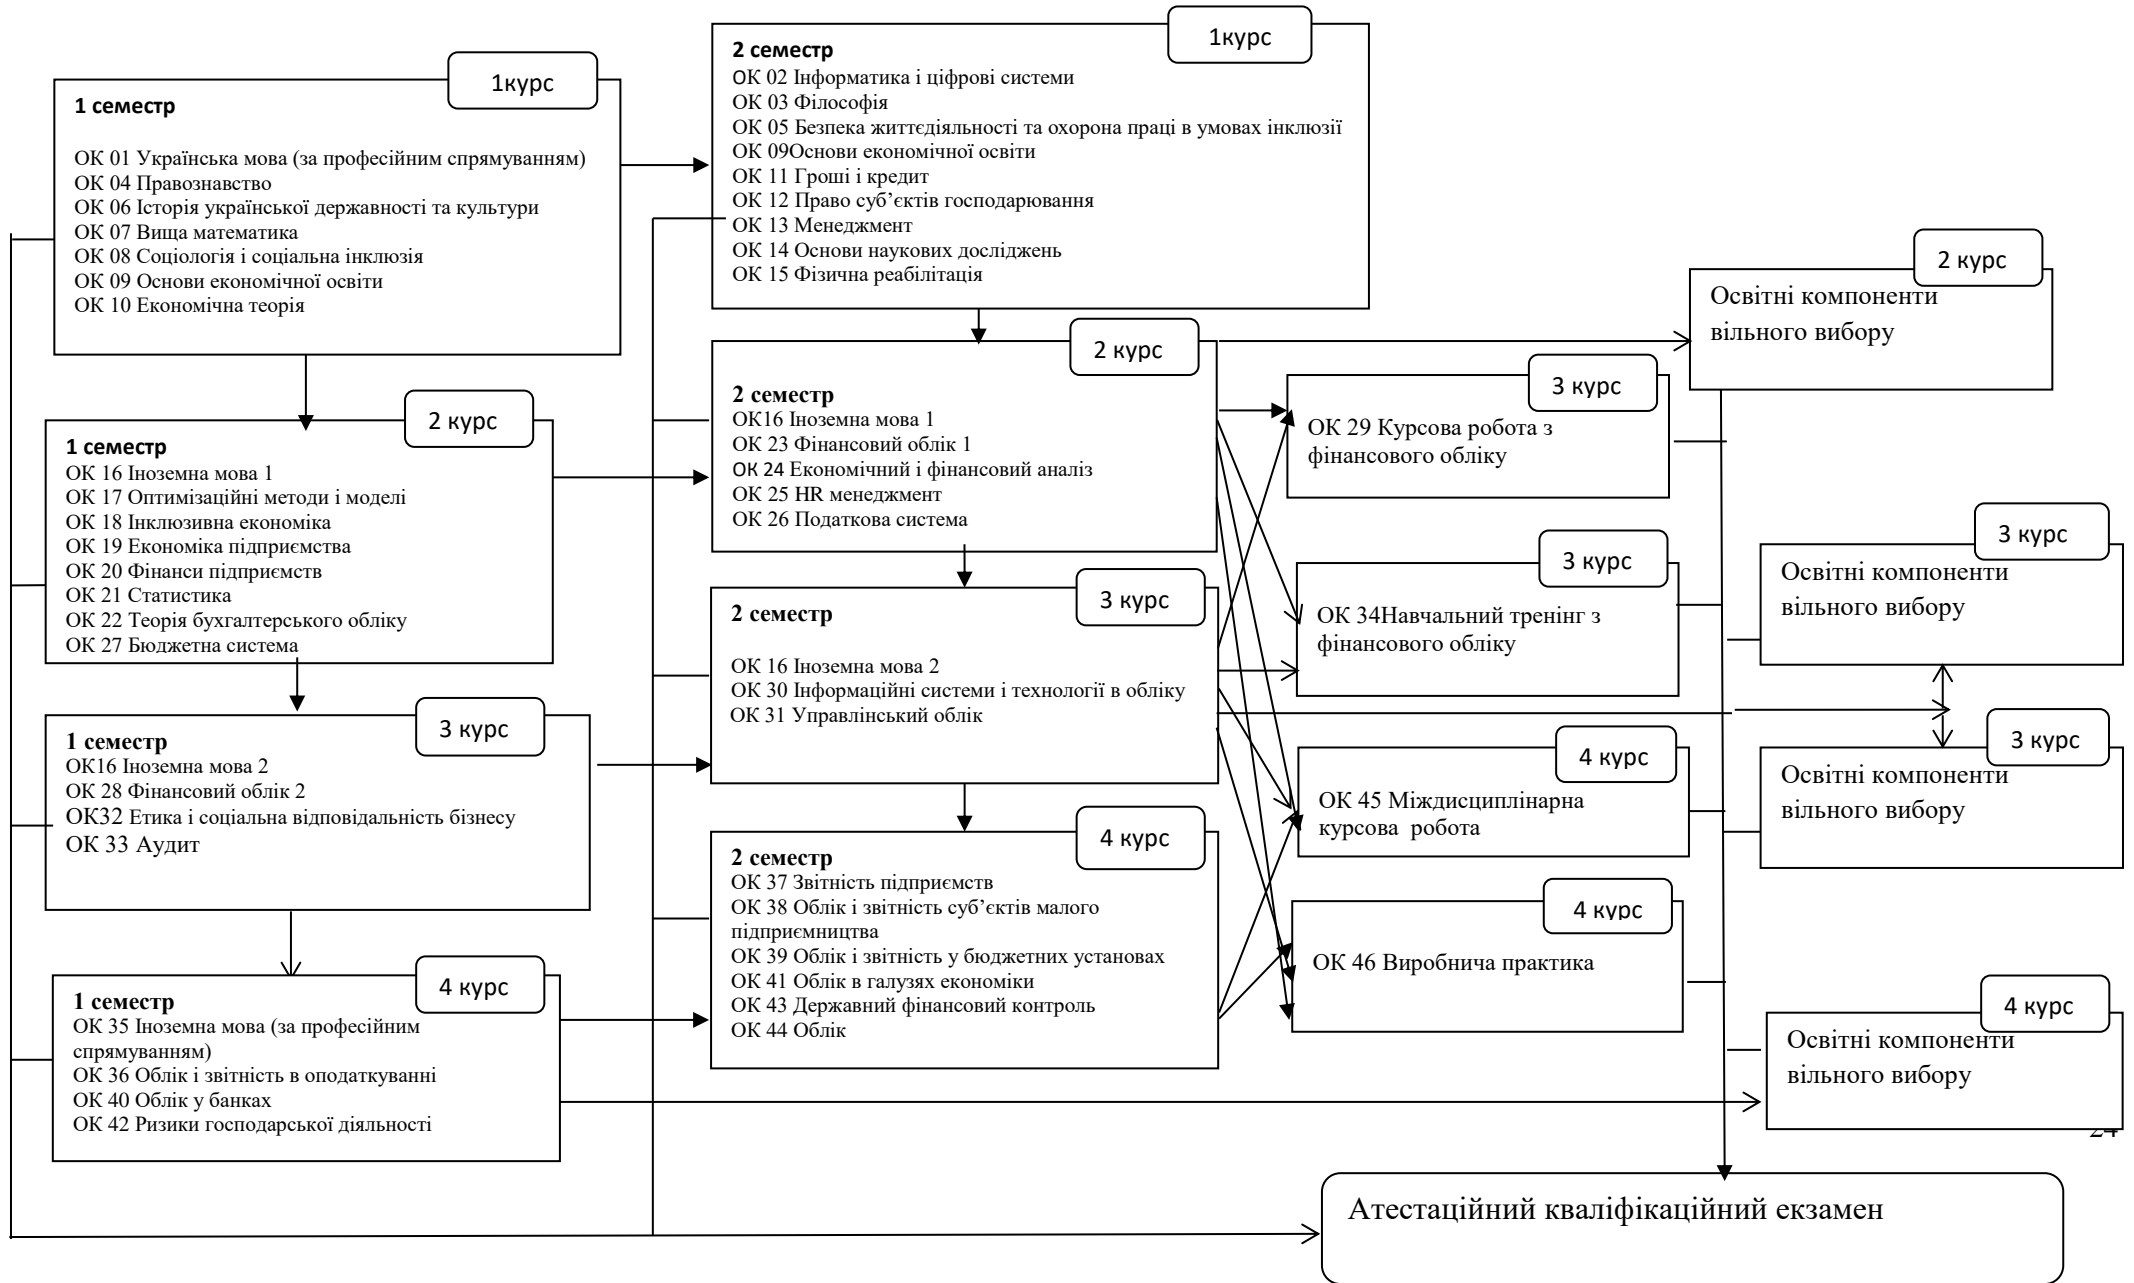 1курс
1 семестр
ОК 01 Українська мова (за професійним спрямуванням)
ОК 04 Правознавство
ОК 06 Історія української державності та культури
ОК 07 Вища математика
ОК 08 Соціологія і соціальна інклюзія
ОК 09 Основи економічної освіти
ОК 10 Економічна теорія
1курс
2 семестр
ОК 02 Інформатика і ціфрові системи
ОК 03 Філософія
ОК 05 Безпека життєдіяльності та охорона праці в умовах інклюзії
ОК 09Основи економічної освіти
ОК 11 Гроші і кредит
ОК 12 Право суб’єктів господарювання
ОК 13 Менеджмент
ОК 14 Основи наукових досліджень
ОК 15 Фізична реабілітація
2 курс
1 семестр
ОК 16 Іноземна мова 1
ОК 17 Оптимізаційні методи і моделі
ОК 18 Інклюзивна економіка
ОК 19 Економіка підприємства
ОК 20 Фінанси підприємств
ОК 21 Статистика
ОК 22 Теорія бухгалтерського обліку
ОК 27 Бюджетна система
2 курс
2 семестр
ОК16 Іноземна мова 1
ОК 23 Фінансовий облік 1
ОК 24 Економічний і фінансовий аналіз
ОК 25 HR менеджмент
ОК 26 Податкова система
2 курс
Освітні компоненти
вільного вибору
3 курс
ОК 29 Курсова робота з
фінансового обліку
3 курс
ОК 34Навчальний тренінг з
фінансового обліку
3 курс
Освітні компоненти
вільного вибору
3 курс
1 семестр
ОК16 Іноземна мова 2
ОК 28 Фінансовий облік 2
ОК32 Етика і соціальна відповідальність бізнесу
ОК 33 Аудит
3 курс
2 семестр
ОК 16 Іноземна мова 2
ОК 30 Інформаційні системи і технології в обліку
ОК 31 Управлінський облік
4 курс
ОК 45 Міждисциплінарна
курсова робота
3 курс
Освітні компоненти
вільного вибору
4 курс
1 семестр
ОК 35 Іноземна мова (за професійним
спрямуванням)
ОК 36 Облік і звітність в оподаткуванні
ОК 40 Облік у банках
ОК 42 Ризики господарської діяльності
4 курс
2 семестр
ОК 37 Звітність підприємств
ОК 38 Облік і звітність суб’єктів малого
підприємництва
ОК 39 Облік і звітність у бюджетних установах
ОК 41 Облік в галузях економіки
ОК 43 Державний фінансовий контроль
ОК 44 Облік
4 курс
ОК 46 Виробнича практика
4 курс
Освітні компоненти
вільного вибору
24
Атестаційний кваліфікаційний екзамен